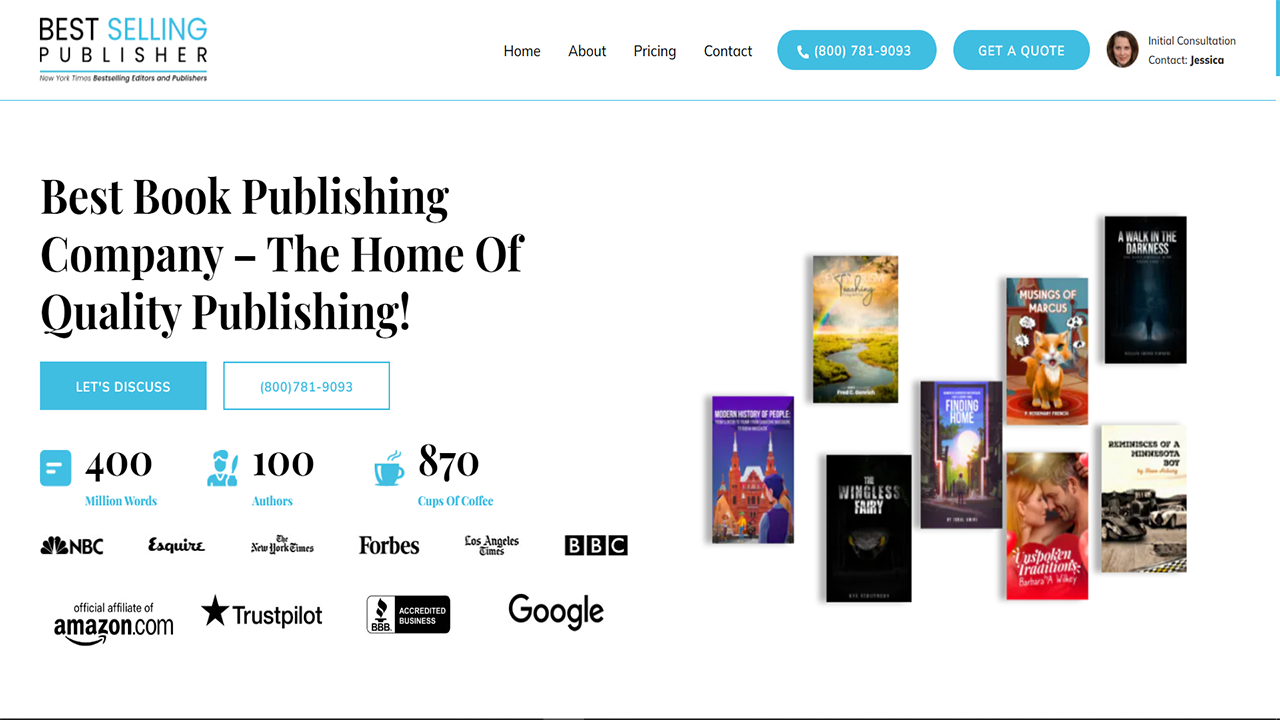 BEST SELLING
PUBLISHER
New York Times Bestselling Editors and Publishers
Home
About
Pricing
Contact
(800) 781-9093
GET A QUOTE
Initial Consultation
Contact: Jessica
Best Book Publishing
Company – The Home Of
Quality Publishing!
LET'S DISCUSS
(800)781-9093
400
Million Words
100
Authors
870
Cups Of Coffee
NBC
Esquire
The
New York Times
Forbes
Los Angeles
Times
BBC
official affiliate of
amazon.com
Trustpilot
BBB.
ACCREDITED
BUSINESS
Google
Teaching
Fred C.
MODERN HISTORY OF PEOPLE:
THE
WINGLESS
FAIRY
FINDING
HOME
MUSINGS OF
MARCUS
P. ROSEMARY FRENCH
A WALK IN THE
DARKNESS
Unspoken
Traditions
Barbara A Wilkey
REMINISCES OF A
MINNESOTA
BOY